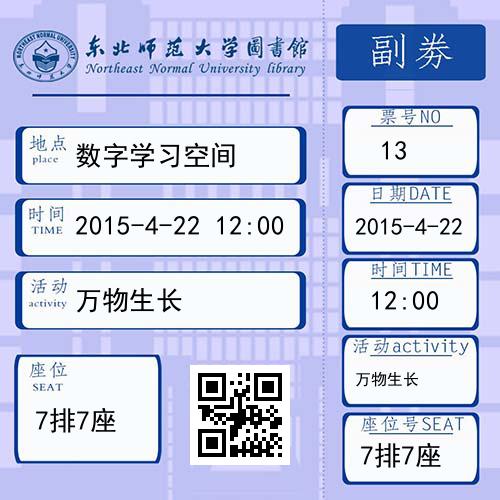 东北师范大学圖書館
Northeast Normal University library
地点
place
数字学习空间
时间
TIME
2015-4-22 12:00
活动
activity
万物生长
座位
SEAT
7排7座
副券
票号NO
13
日期DATE
2015-4-22
时间TIME
12:00
活动activity
万物生长
座位号SEAT
7排7座